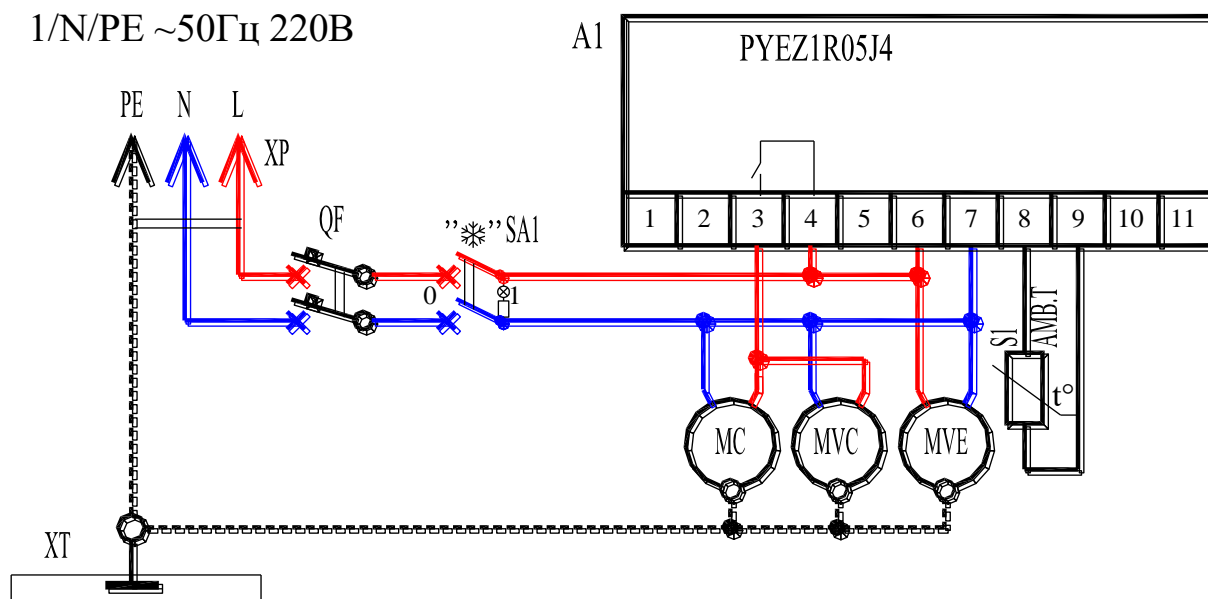 1/N/PE ~50Гц 220В
A1
PYEZ1R05J4
PE N L
XP
1 2 3 4 5 6 7 8 9 10 11
QF
”❄” SA1
0 1
S1
AMB.T
t°
MC MVC MVE
XT